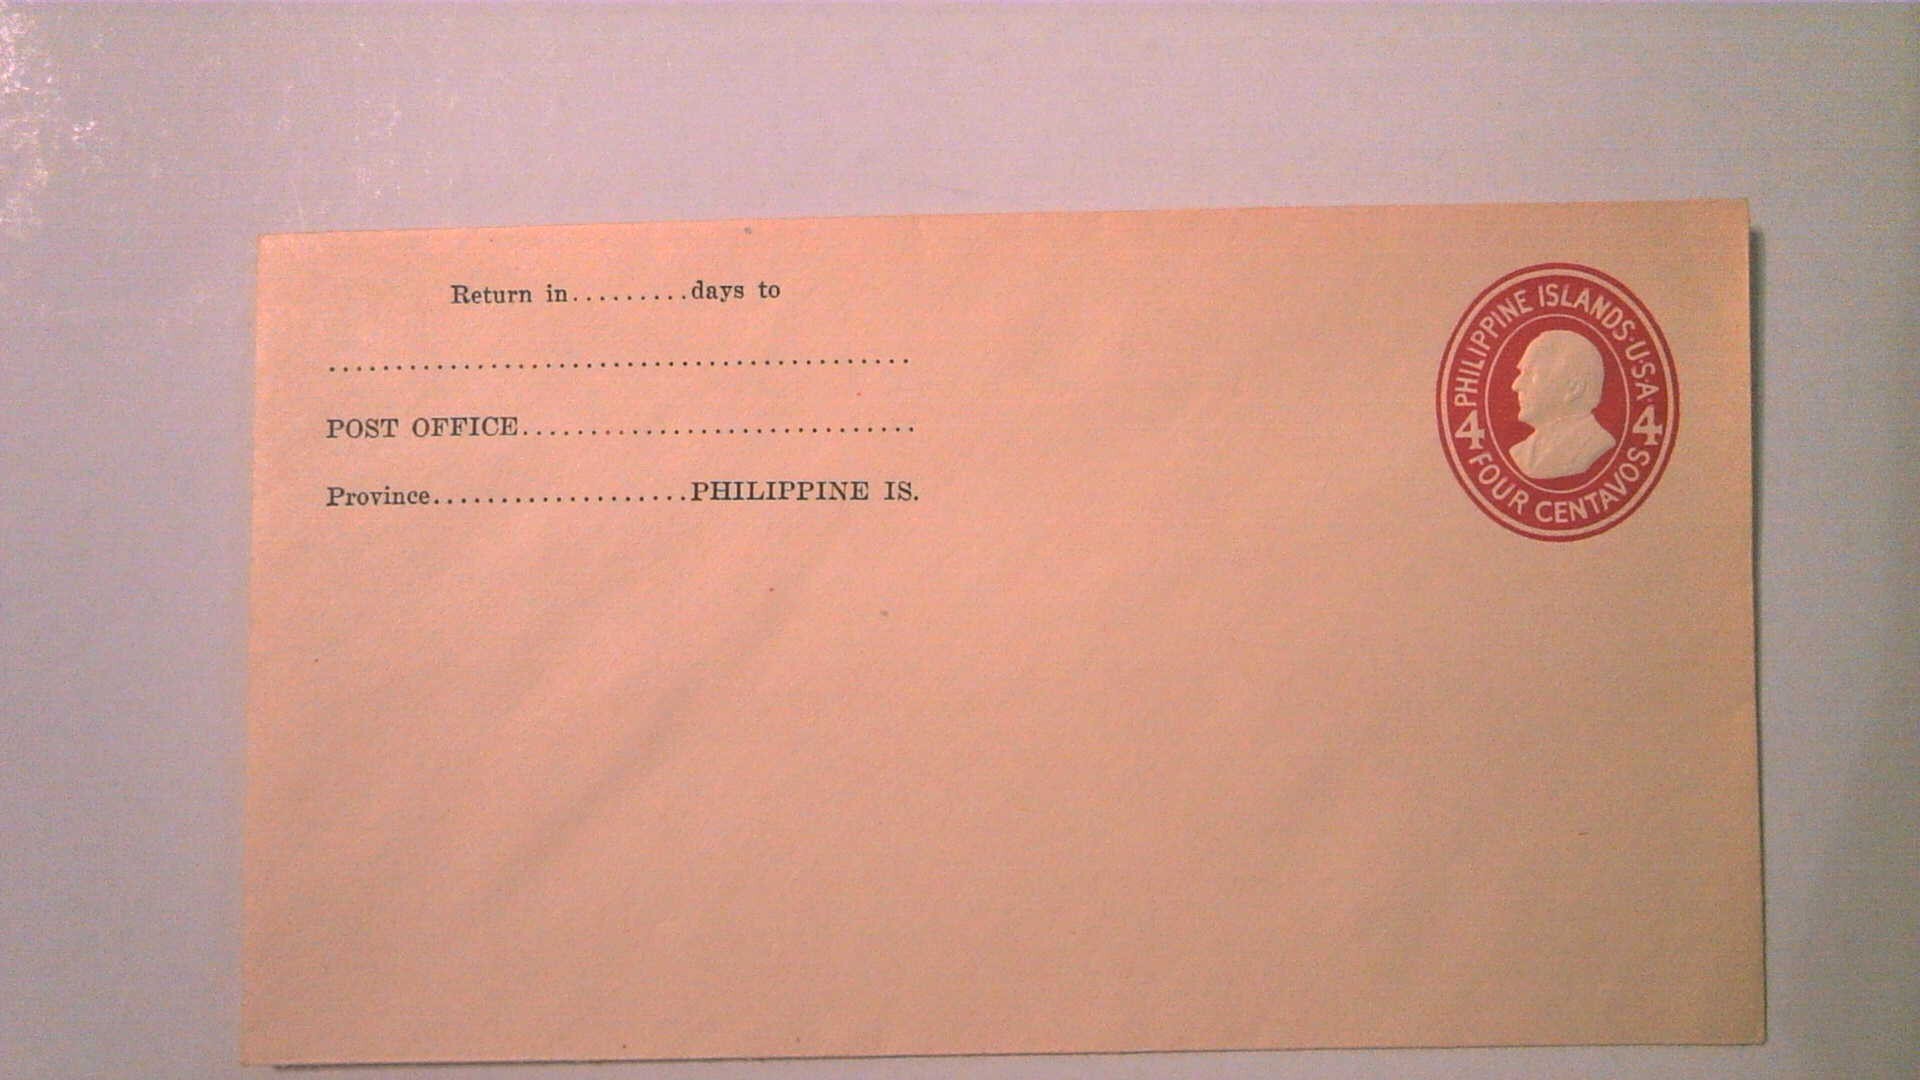 Return in.........days to
...........................................
POST OFFICE.............................
Province...................PHILIPPINE IS.
PHILIPPINE ISLANDS·U·S·A·
4 4
FOUR CENTAVOS